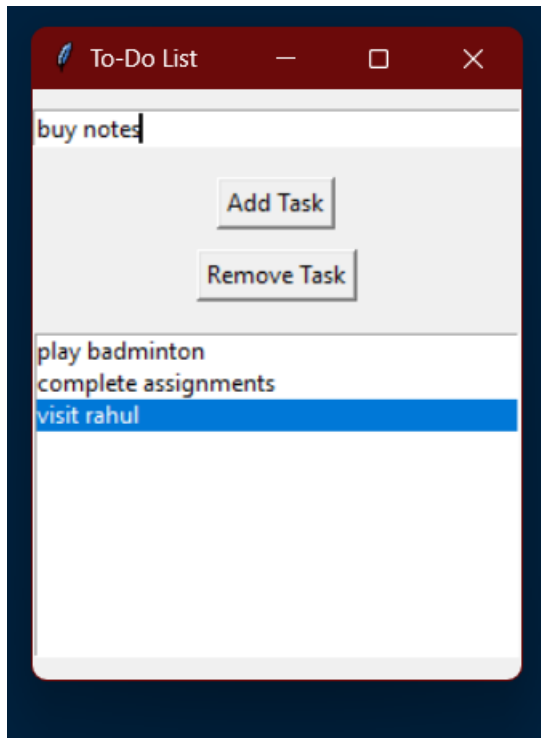 To-Do List
buy notes
Add Task
Remove Task
play badminton
complete assignments
visit rahul